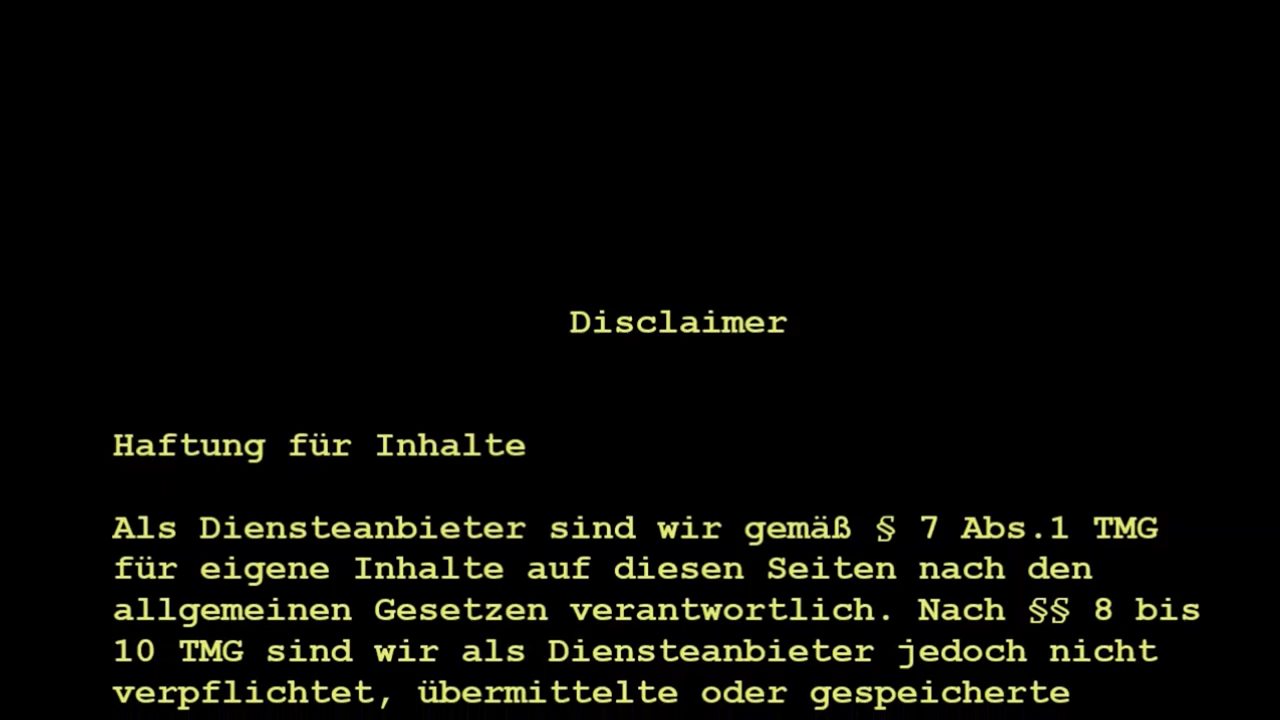 Disclaimer
Haftung für Inhalte
Als Diensteanbieter sind wir gemäß § 7 Abs.1 TMG
für eigene Inhalte auf diesen Seiten nach den
allgemeinen Gesetzen verantwortlich. Nach §§ 8 bis
10 TMG sind wir als Diensteanbieter jedoch nicht
verpflichtet, übermittelte oder gespeicherte